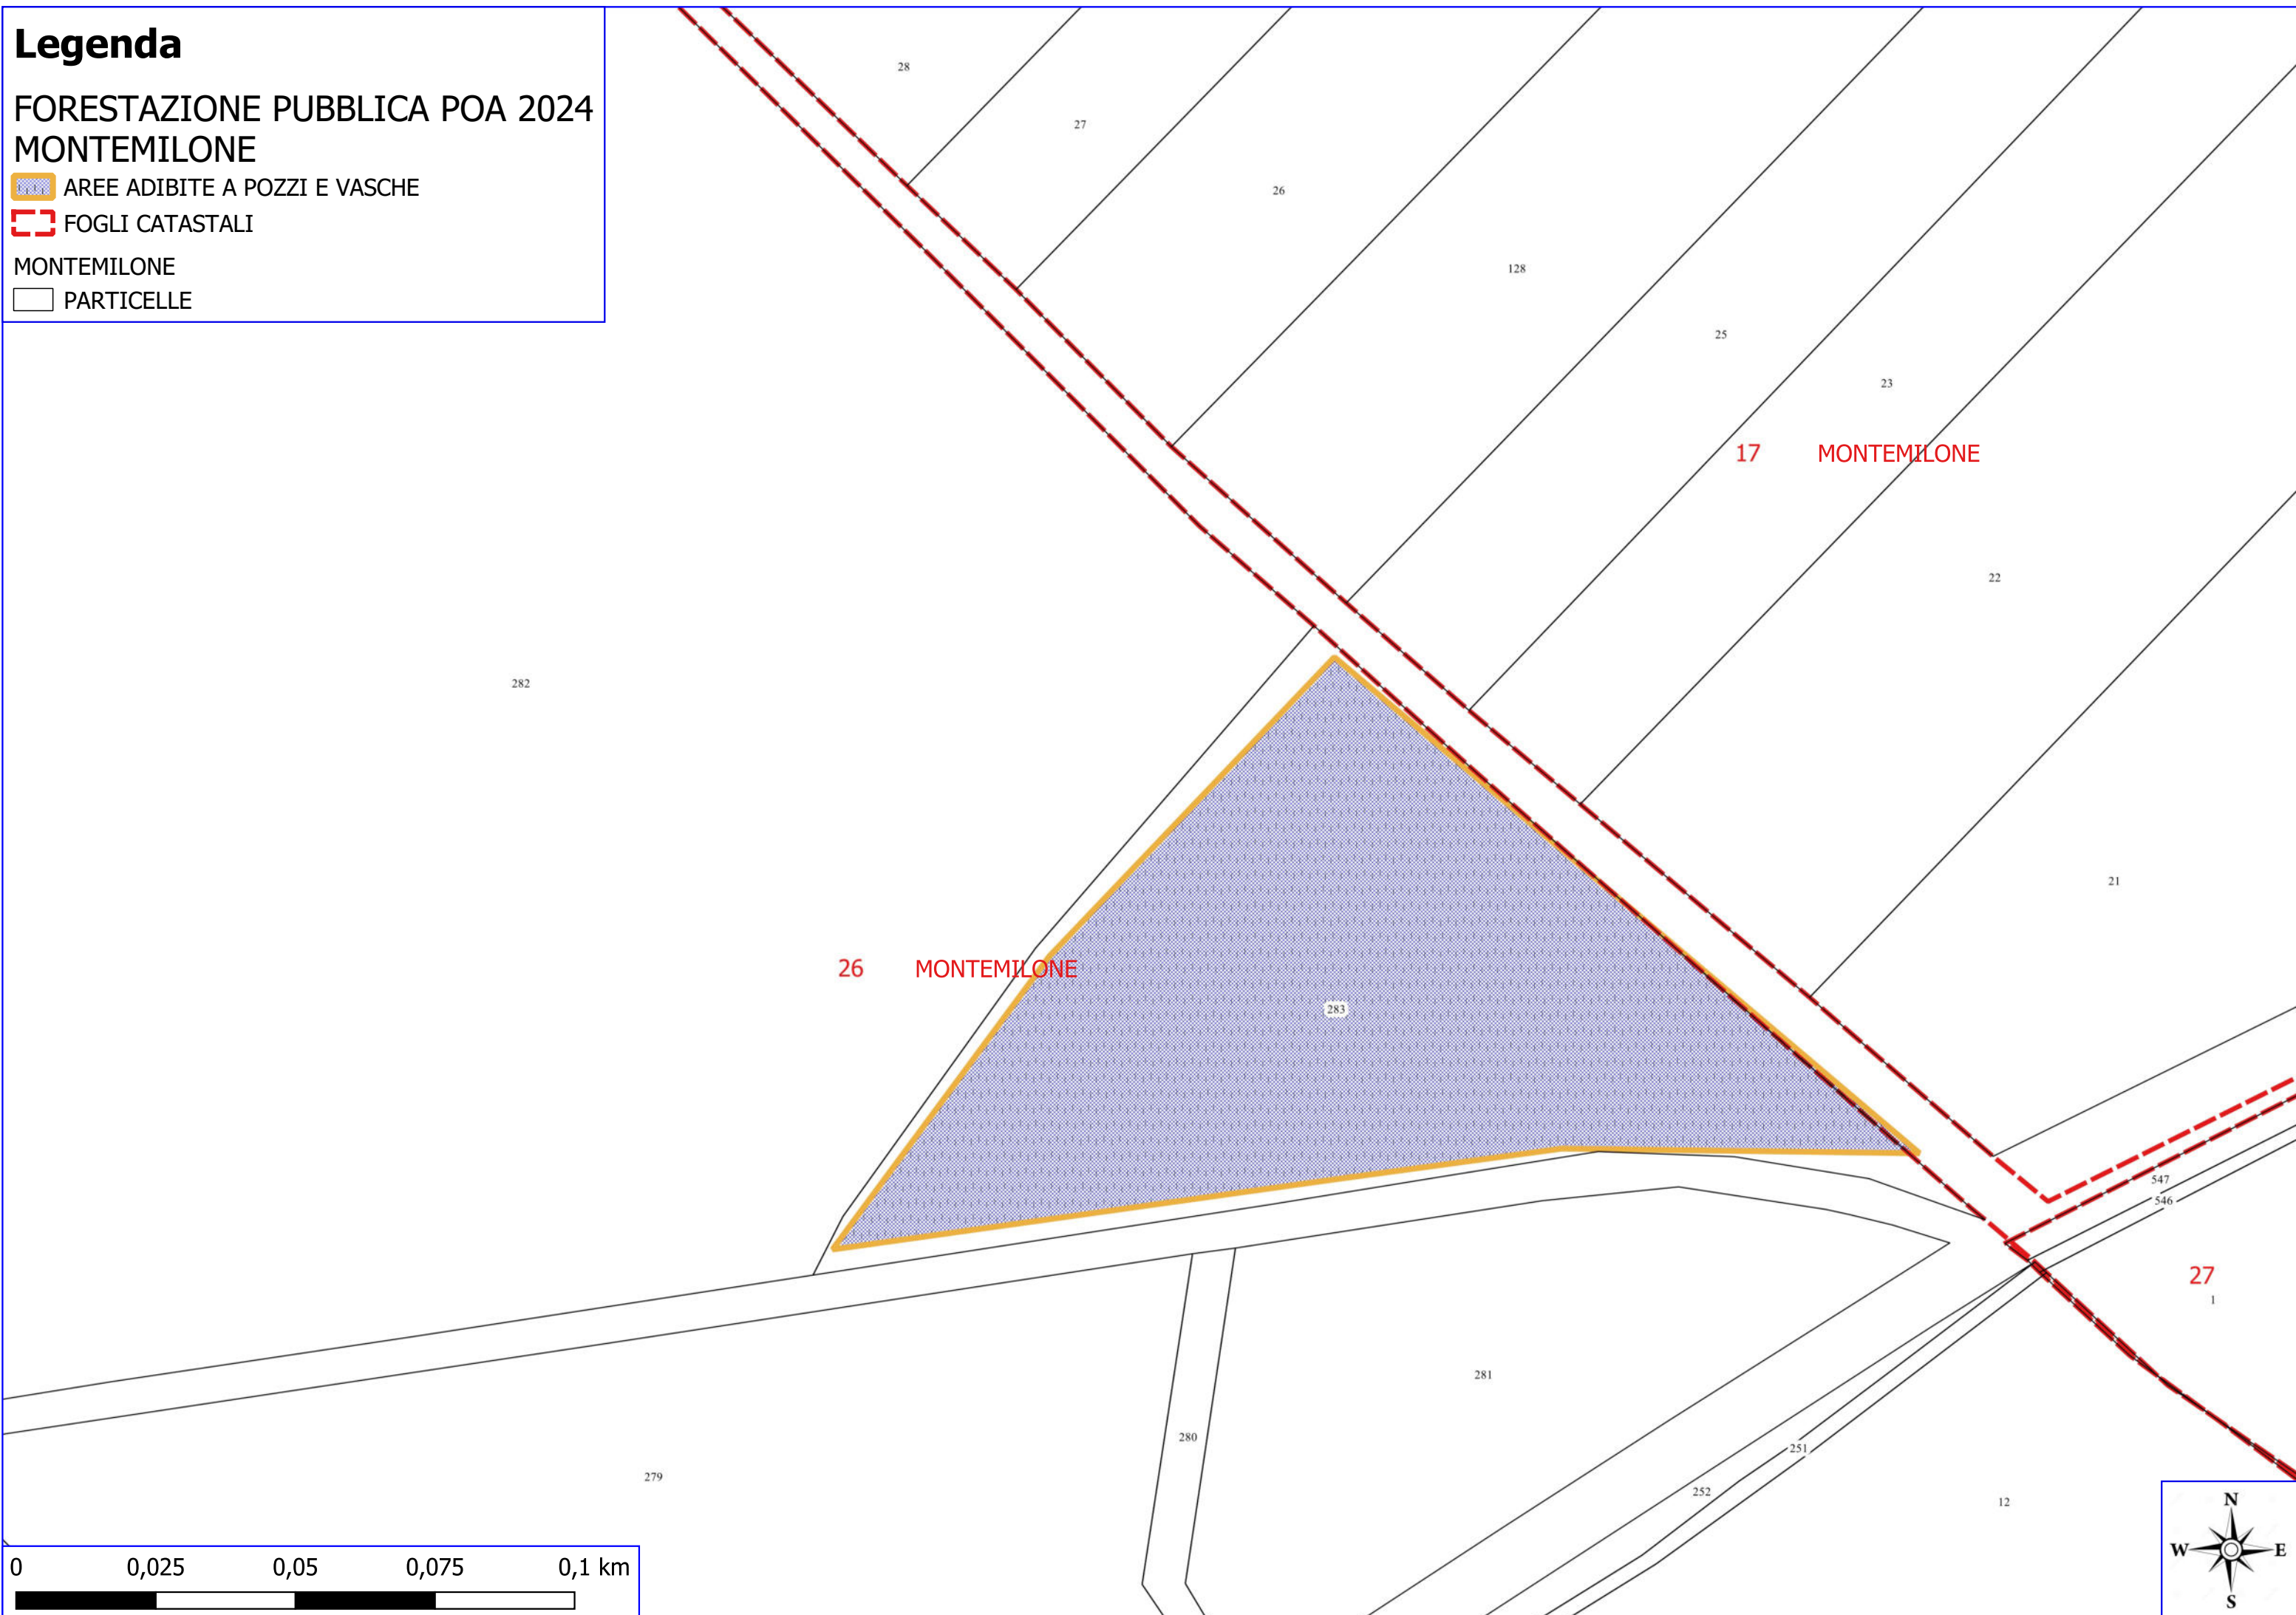 Legenda
FORESTAZIONE PUBBLICA POA 2024
MONTEMILONE
AREE ADIBITE A POZZI E VASCHE
FOGLI CATASTALI
MONTEMILONE
PARTICELLE
28
27
26
128
25
23
17 MONTEMILONE
22
282
21
26 MONTEMILONE
283
547
546
27
1
281
280
251
279
252
12
N
W E
S
0 0,025 0,05 0,075 0,1 km